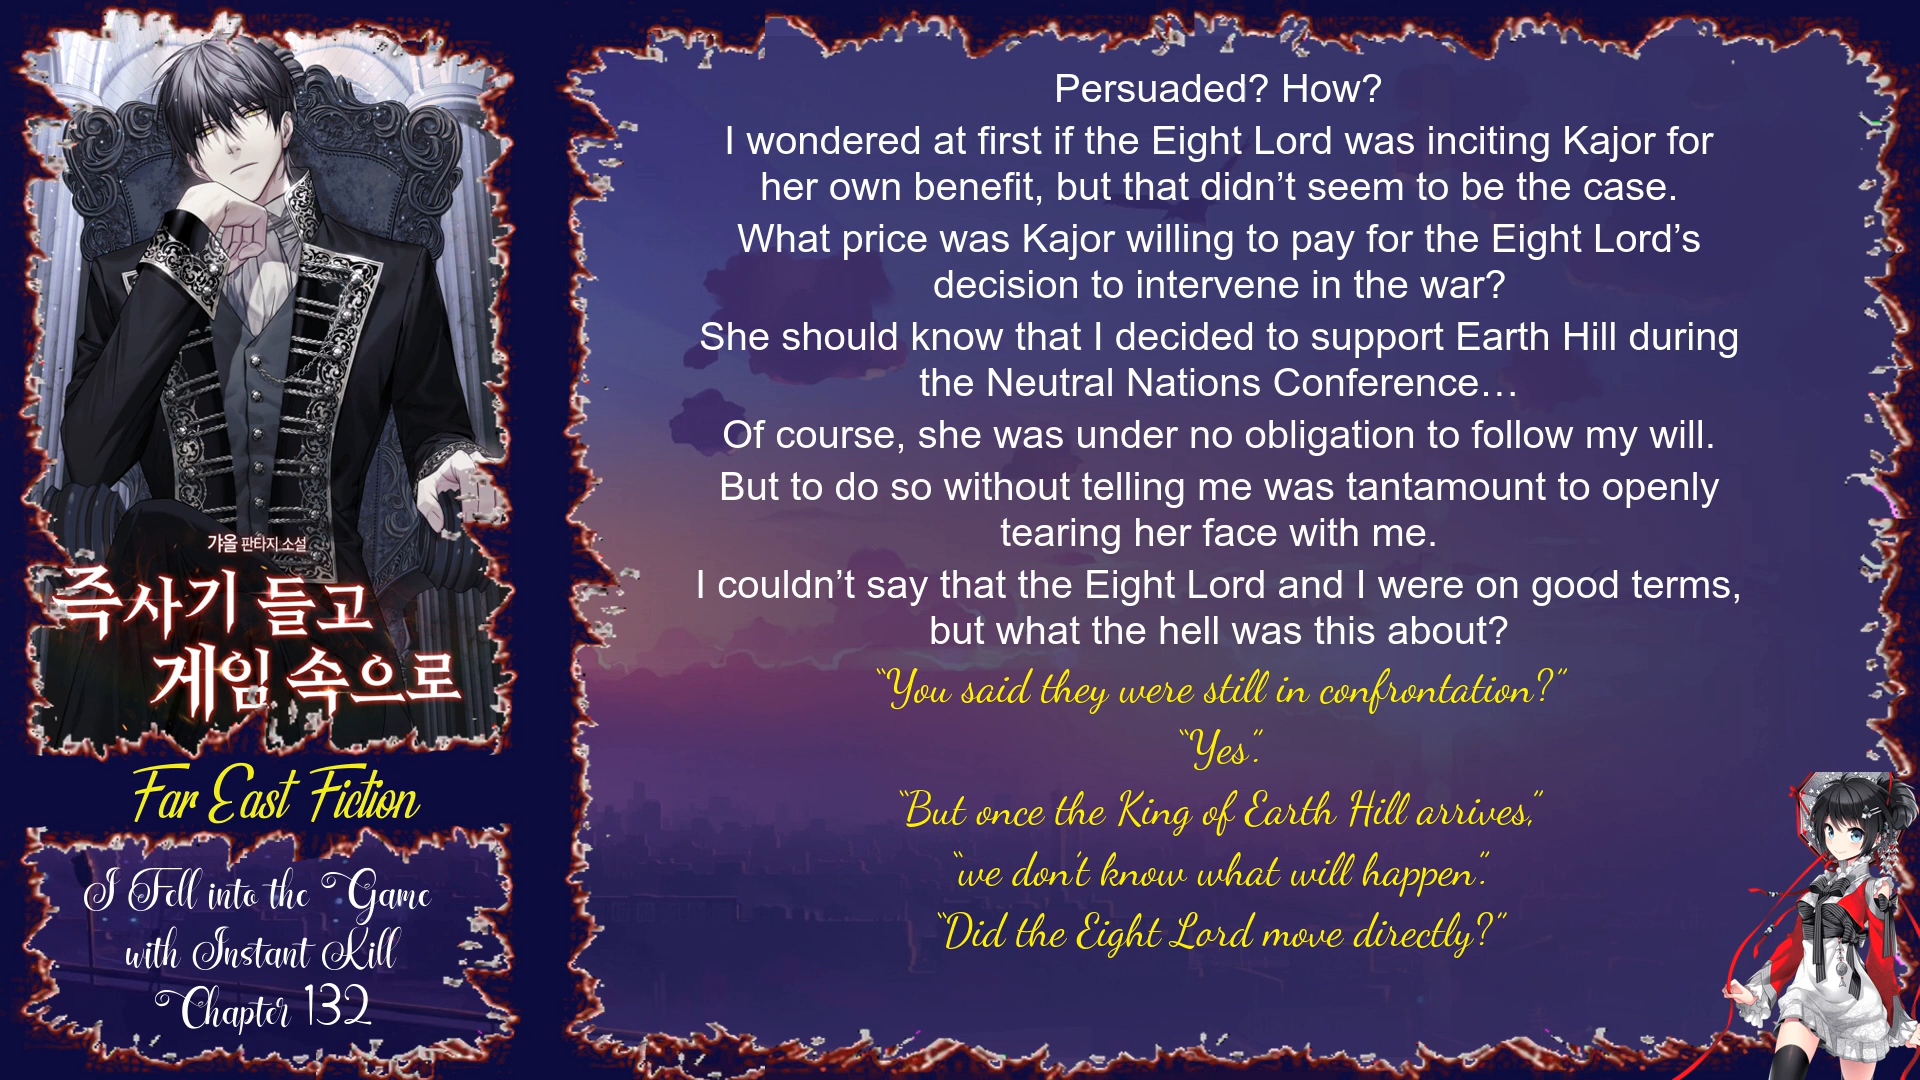 갸울 판타지 소설
즉사기 들고
게임 속으로
Far East Fiction
I Fell into the Game
with Instant Kill
Chapter 132
Persuaded? How?
I wondered at first if the Eight Lord was inciting Kajor for
her own benefit, but that didn’t seem to be the case.
What price was Kajor willing to pay for the Eight Lord’s
decision to intervene in the war?
She should know that I decided to support Earth Hill during
the Neutral Nations Conference…
Of course, she was under no obligation to follow my will.
But to do so without telling me was tantamount to openly
tearing her face with me.
I couldn’t say that the Eight Lord and I were on good terms,
but what the hell was this about?
“You said they were still in confrontation?”
“Yes”.
“But once the King of Earth Hill arrives,”
“we don’t know what will happen”.
“Did the Eight Lord move directly?”